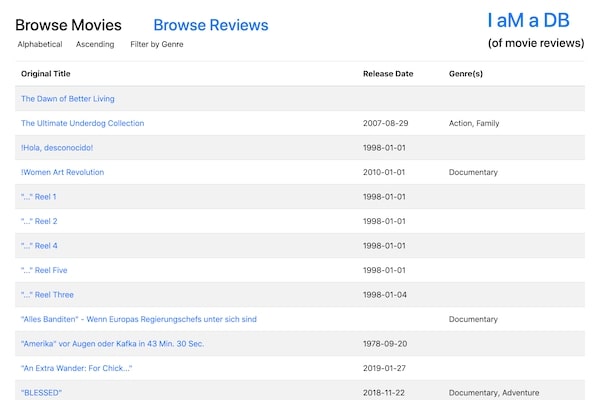 Browse Movies Browse Reviews I aM a DB
Alphabetical Ascending Filter by Genre (of movie reviews)
Original Title Release Date Genre(s)
The Dawn of Better Living
The Ultimate Underdog Collection 2007-08-29 Action, Family
!Hola, desconocido! 1998-01-01
!Women Art Revolution 2010-01-01 Documentary
"..." Reel 1 1998-01-01
"..." Reel 2 1998-01-01
"..." Reel 4 1998-01-01
"..." Reel Five 1998-01-01
"..." Reel Three 1998-01-04
"Alles Banditen" - Wenn Europas Regierungschefs unter sich sind Documentary
"Amerika" vor Augen oder Kafka in 43 Min. 30 Sec. 1978-09-20
"An Extra Wander: For Chick..." 2019-01-27
"BLESSED" 2018-11-22 Documentary, Adventure